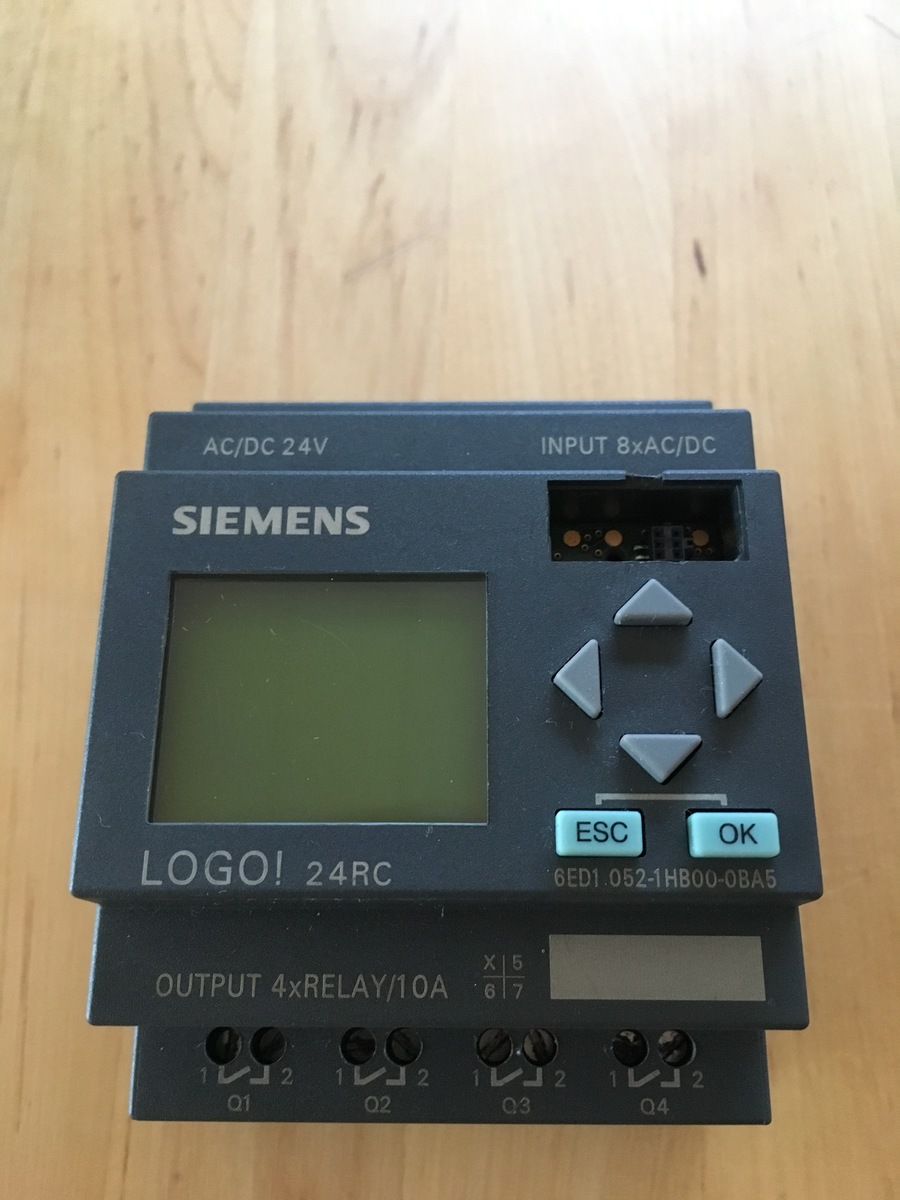 AC/DC 24V INPUT 8xAC/DC
SIEMENS
ESC OK
LOGO! 24RC 6ED1 052-1HB00-0BA5
OUTPUT 4xRELAY/10A
X 5
6 7
1 2 1 2 1 2 1 2
Q1 Q2 Q3 Q4